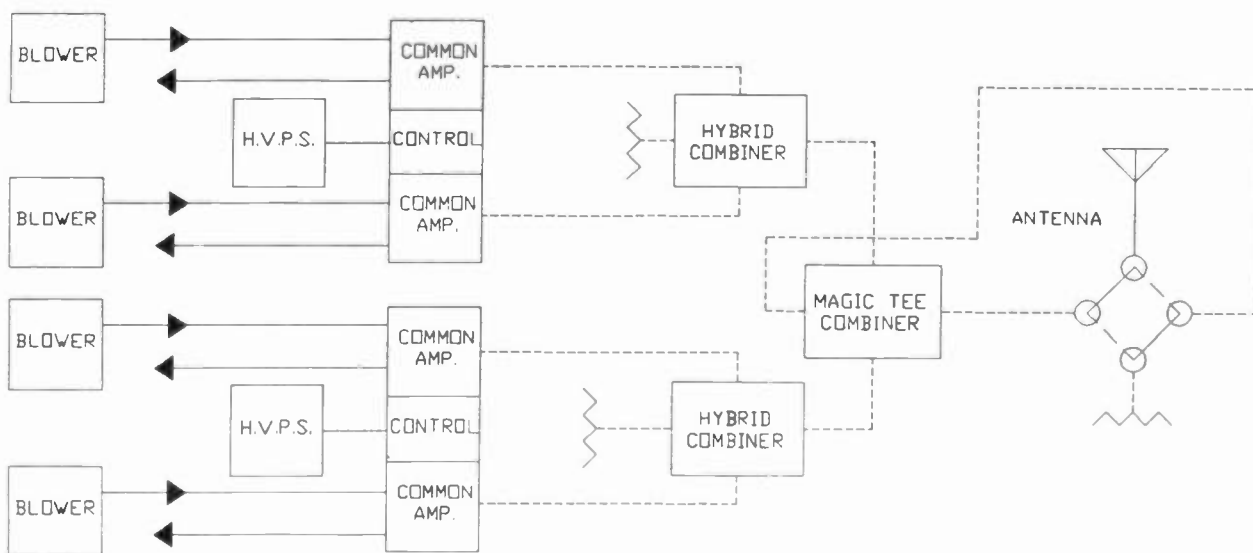 BLOWER
COMMON
AMP.
H.V.P.S.
CONTROL
HYBRID
COMBINER
BLOWER
COMMON
AMP.
ANTENNA
MAGIC TEE
COMBINER
BLOWER
COMMON
AMP.
H.V.P.S.
CONTROL
HYBRID
COMBINER
BLOWER
COMMON
AMP.